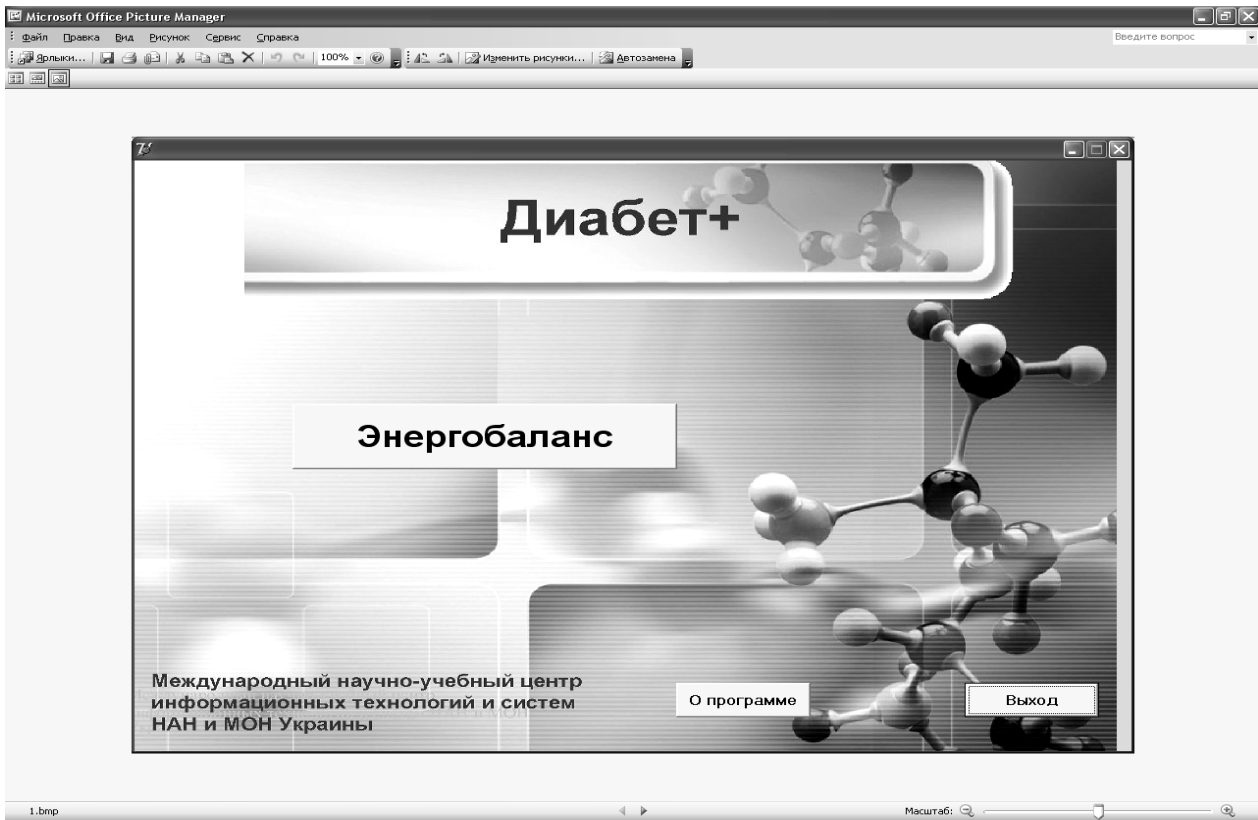 Microsoft Office Picture Manager
Файл Правка Вид Рисунок Сервис Справка
Введите вопрос
Ярлыки... 100% Изменить рисунки... Автозамена
Диабет+
Энергобаланс
Международный научно-учебный центр
информационных технологий и систем
НАН и МОН Украины
О программе
Выход
1.bmp
Масштаб: